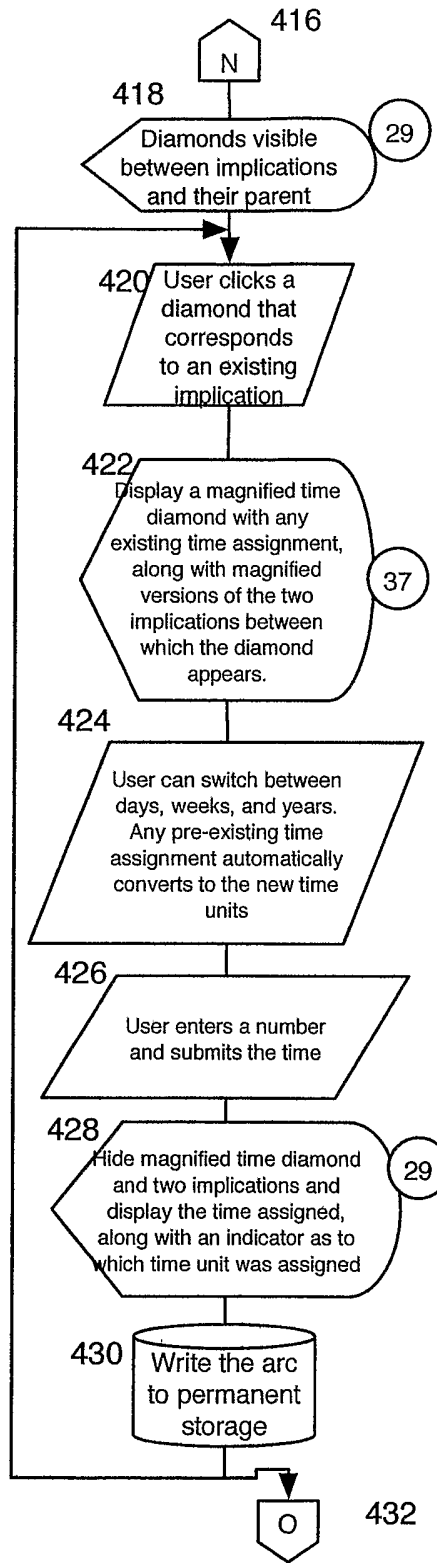 416
N
418
29
Diamonds visible
between implications
and their parent
420
User clicks a
diamond that
corresponds
to an existing
implication
422
Display a magnified time
diamond with any
existing time assignment,
along with magnified
versions of the two
implications between
which the diamond
appears.
37
424
User can switch between
days, weeks, and years.
Any pre-existing time
assignment automatically
converts to the new time
units
426
User enters a number
and submits the time
428
Hide magnified time diamond
and two implications and
display the time assigned,
along with an indicator as to
which time unit was assigned
29
430
Write the arc
to permanent
storage
432
O